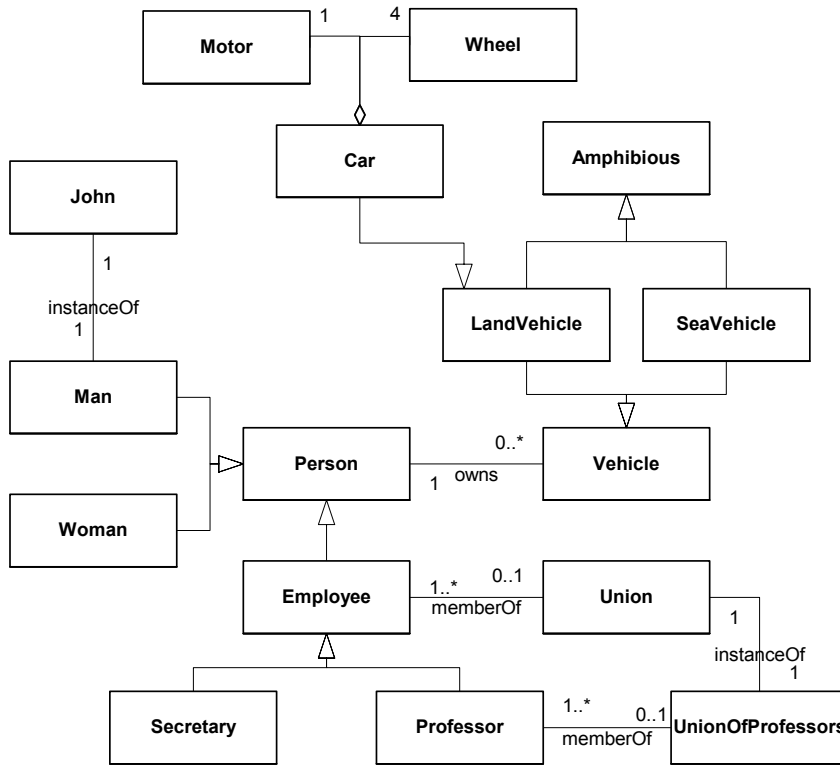 1
4
Motor
Wheel
Car
Amphibious
John
1
instanceOf
1
LandVehicle
SeaVehicle
Man
Person
0..*
Vehicle
1
owns
Woman
Employee
1..*
0..1
memberOf
Union
1
instanceOf
1
Secretary
Professor
1..*
0..1
memberOf
UnionOfProfessors